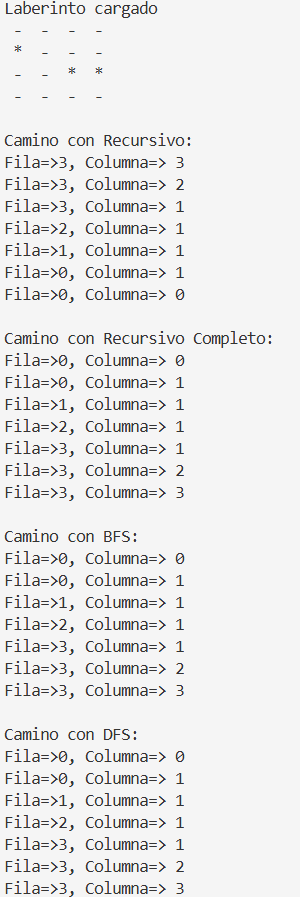 Laberinto cargado
- - - -
* - - -
- - * *
- - - -
Camino con Recursivo:
Fila=>3, Columna=> 3
Fila=>3, Columna=> 2
Fila=>3, Columna=> 1
Fila=>2, Columna=> 1
Fila=>1, Columna=> 1
Fila=>0, Columna=> 1
Fila=>0, Columna=> 0
Camino con Recursivo Completo:
Fila=>0, Columna=> 0
Fila=>0, Columna=> 1
Fila=>1, Columna=> 1
Fila=>2, Columna=> 1
Fila=>3, Columna=> 1
Fila=>3, Columna=> 2
Fila=>3, Columna=> 3
Camino con BFS:
Fila=>0, Columna=> 0
Fila=>0, Columna=> 1
Fila=>1, Columna=> 1
Fila=>2, Columna=> 1
Fila=>3, Columna=> 1
Fila=>3, Columna=> 2
Fila=>3, Columna=> 3
Camino con DFS:
Fila=>0, Columna=> 0
Fila=>0, Columna=> 1
Fila=>1, Columna=> 1
Fila=>2, Columna=> 1
Fila=>3, Columna=> 1
Fila=>3, Columna=> 2
Fila=>3, Columna=> 3